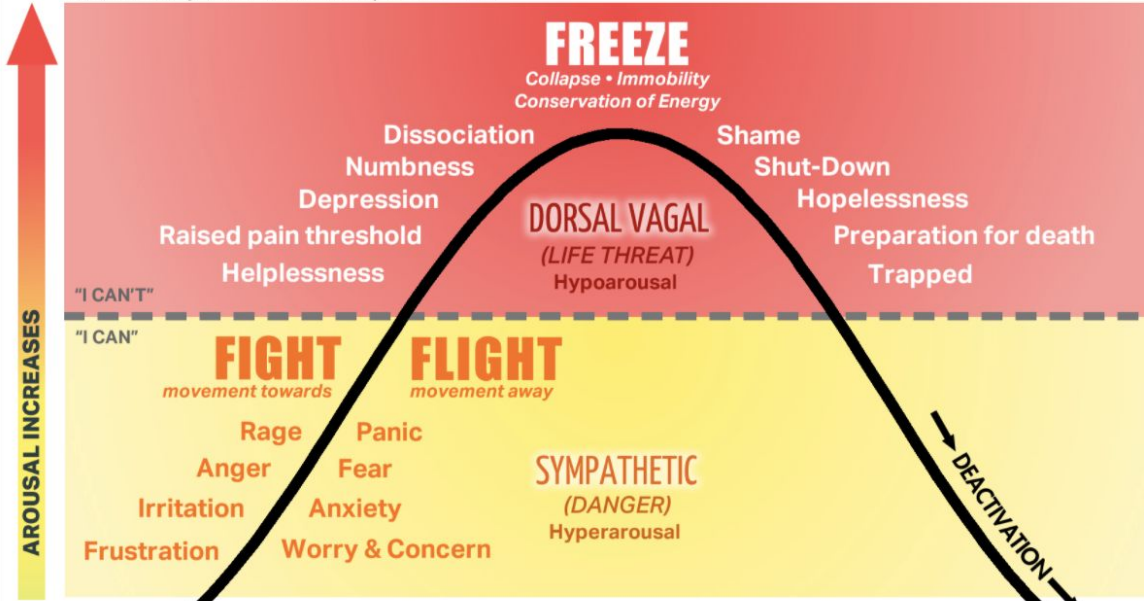 FREEZE
Collapse • Immobility
Conservation of Energy
Dissociation
Shame
Numbness
Shut-Down
Depression
Hopelessness
DORSAL VAGAL
Raised pain threshold
Preparation for death
(LIFE THREAT)
Helplessness
Trapped
Hypoarousal
"I CAN'T"
"I CAN"
FIGHT
movement towards
FLIGHT
movement away
Rage
Panic
Anger
Fear
SYMPATHETIC
(DANGER)
Irritation
Anxiety
Hyperarousal
Frustration
Worry & Concern
DEACTIVATION
AROUSAL INCREASES